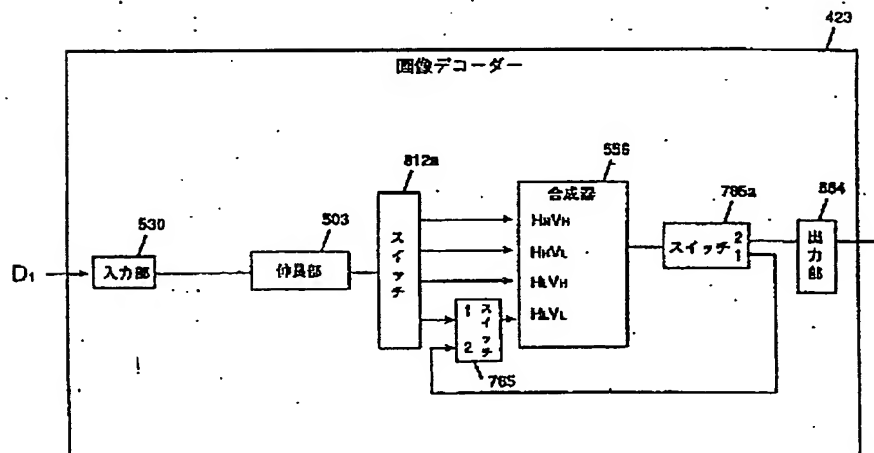 423
画像デコーダー
556
812a
合成器
785a
554
530
503
HHVH
スイッチ
HHVL
スイッチ 2 1
出力部
D1
入力部
伸長部
HLVH
HLVL
1 2 スイッチ
765